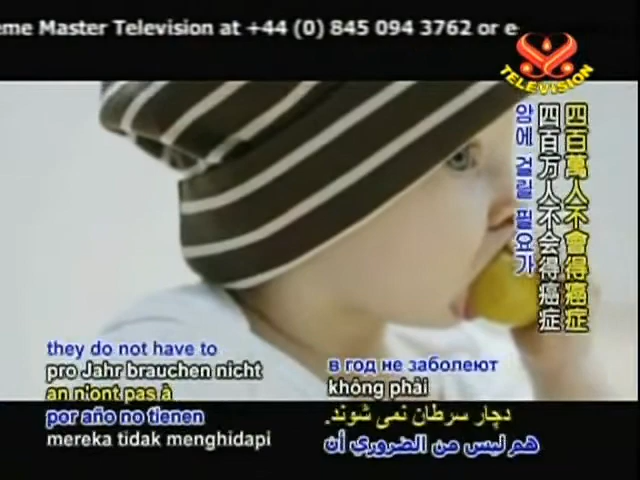 eme Master Television at +44 (0) 845 094 3762 or e-
TELEVISION
四百萬人不會得癌症
四百万人不会得癌症
암에 걸릴 필요가
they do not have to
pro Jahr brauchen nicht
an n'ont pas à
por año no tienen
mereka tidak menghidapi
в год не заболеют
không phải
دچار سرطان نمی شوند.
هم ليس من الضروري أن